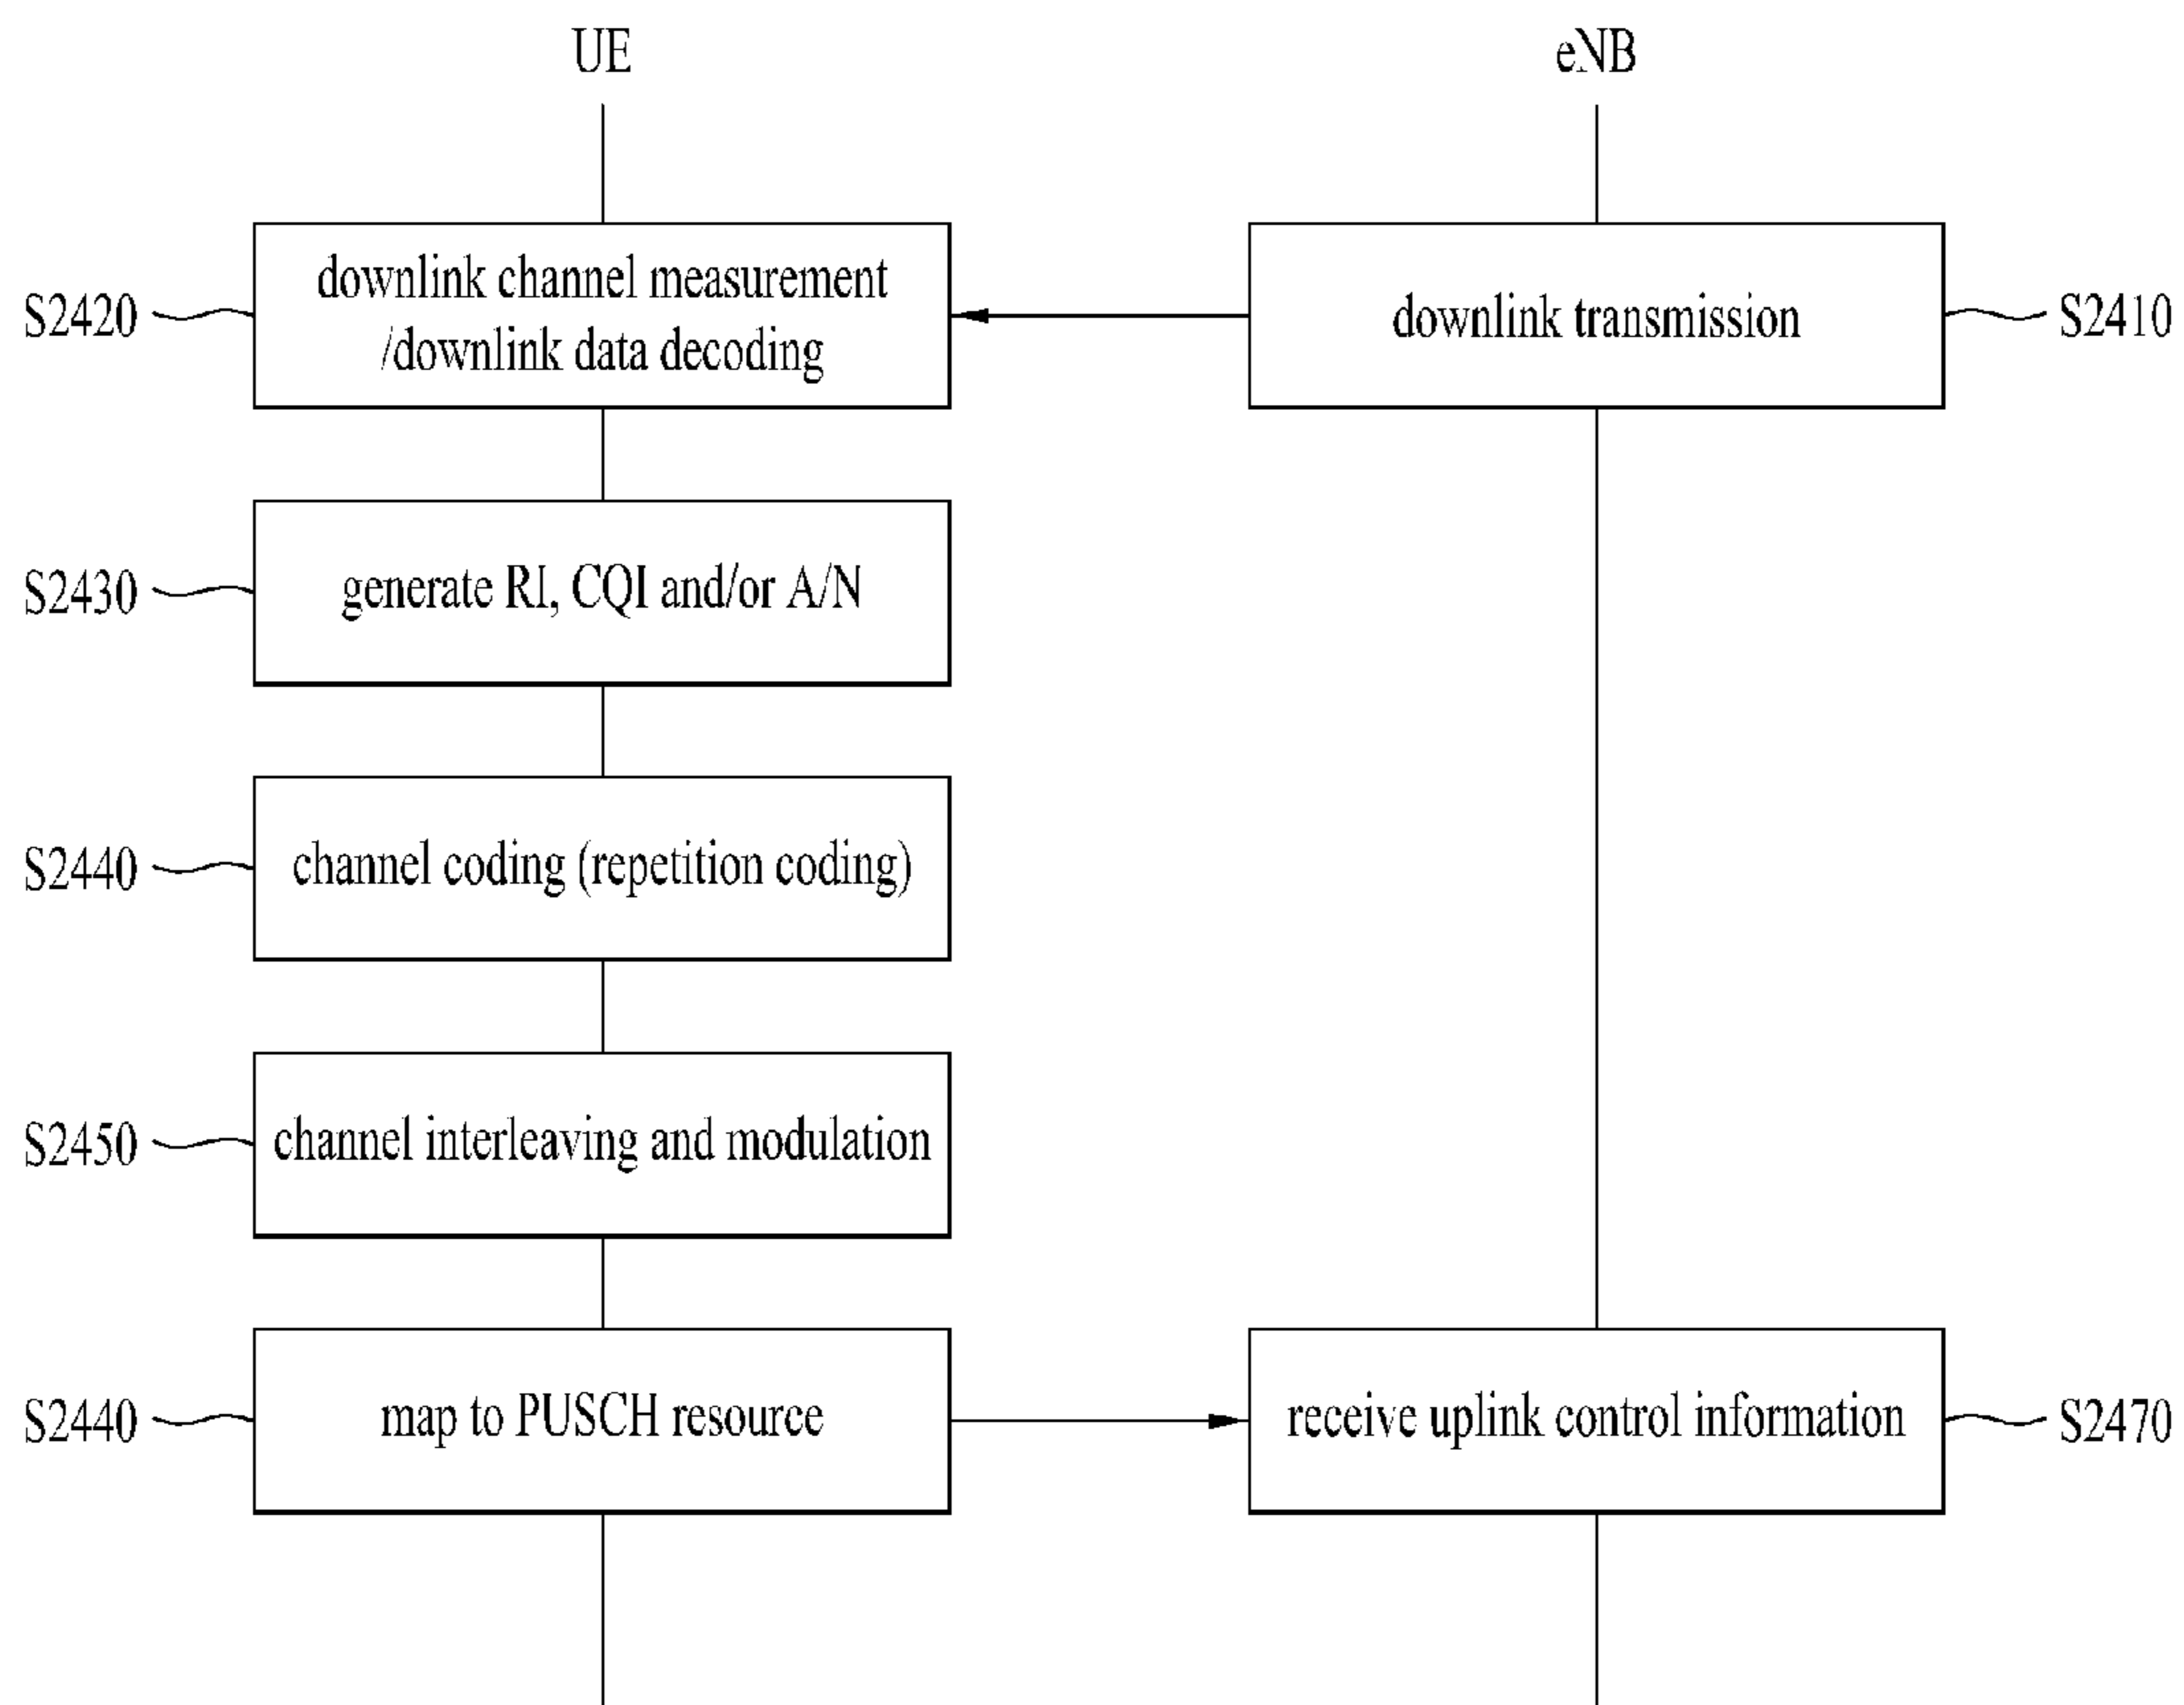 UE
eNB
S2420
downlink channel measurement
/downlink data decoding
downlink transmission
S2410
S2430
generate RI, CQI and/or A/N
S2440
channel coding (repetition coding)
S2450
channel interleaving and modulation
S2440
map to PUSCH resource
receive uplink control information
S2470